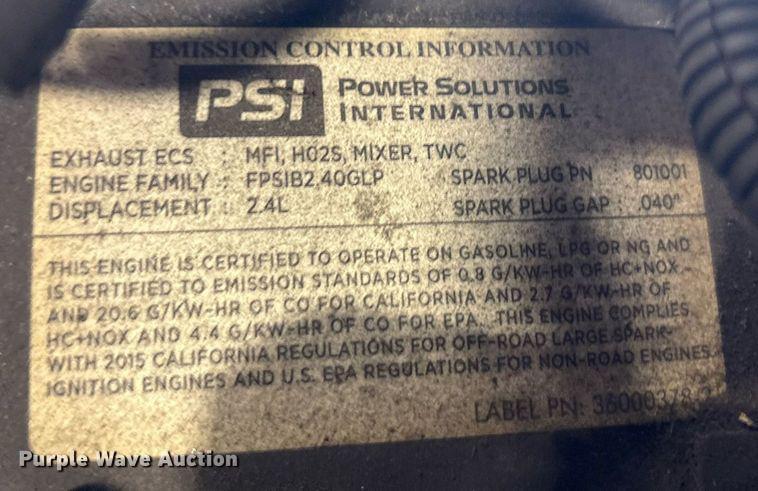 EMISSION CONTROL INFORMATION
PSI POWER SOLUTIONS
INTERNATIONAL
EXHAUST ECS : MFI, HO2S, MIXER, TWC
ENGINE FAMILY : FPSIB2.40GLP SPARK PLUG PN : 801001
DISPLACEMENT : 2.4L SPARK PLUG GAP : .040"
THIS ENGINE IS CERTIFIED TO OPERATE ON GASOLINE, LPG OR NG AND
IS CERTIFIED TO EMISSION STANDARDS OF 0.8 G/KW-HR OF HC+NOX
AND 20.6 G/KW-HR OF CO FOR CALIFORNIA AND 2.7 G/KW-HR OF
HC+NOX AND 4.4 G/KW-HR OF CO FOR EPA. THIS ENGINE COMPLIES
WITH 2015 CALIFORNIA REGULATIONS FOR OFF-ROAD LARGE SPARK-
IGNITION ENGINES AND U.S. EPA REGULATIONS FOR NON-ROAD ENGINES.
LABEL PN:
Purple Wave Auction